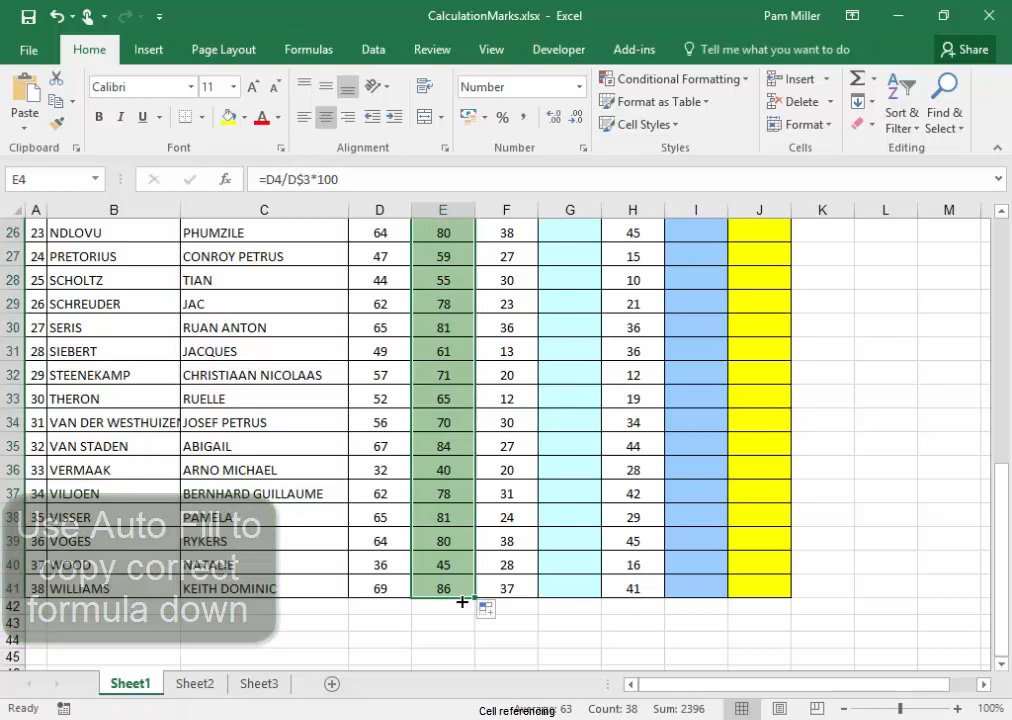 CalculationMarks.xlsx - Excel
Pam Miller
File Home Insert Page Layout Formulas Data Review View Developer Add-ins Tell me what you want to do Share
Paste
Calibri 11
B I U
A A
A
Number
% ,
Conditional Formatting
Format as Table
Cell Styles
Insert
Delete
Format
Sort & Filter
Find & Select
Clipboard Font Alignment Number Styles Cells Editing
E4 fx =D4/D$3*100
A B C D E F G H I J K L M
26 23 NDLOVU PHUMZILE 64 80 38 45
27 24 PRETORIUS CONROY PETRUS 47 59 27 15
28 25 SCHOLTZ TIAN 44 55 30 10
29 26 SCHREUDER JAC 62 78 23 21
30 27 SERIS RUAN ANTON 65 81 36 36
31 28 SIEBERT JACQUES 49 61 13 36
32 29 STEENEKAMP CHRISTIAAN NICOLAAS 57 71 20 12
33 30 THERON RUELLE 52 65 12 19
34 31 VAN DER WESTHUIZEN JOSEF PETRUS 56 70 30 34
35 32 VAN STADEN ABIGAIL 67 84 27 44
36 33 VERMAAK ARNO MICHAEL 32 40 20 28
37 34 VILJOEN BERNHARD GUILLAUME 62 78 31 42
38 35 VISSER PAMELA 65 81 24 29
39 36 VOGES RYKERS 64 80 38 45
40 37 WOOD NATALIE 36 45 28 16
41 38 WILLIAMS KEITH DOMINIC 69 86 37 41
42
43
44
45
Use Auto Fill to
copy correct
formula down
Sheet1 Sheet2 Sheet3
Ready
Cell referencing
Average: 63 Count: 38 Sum: 2396 100%